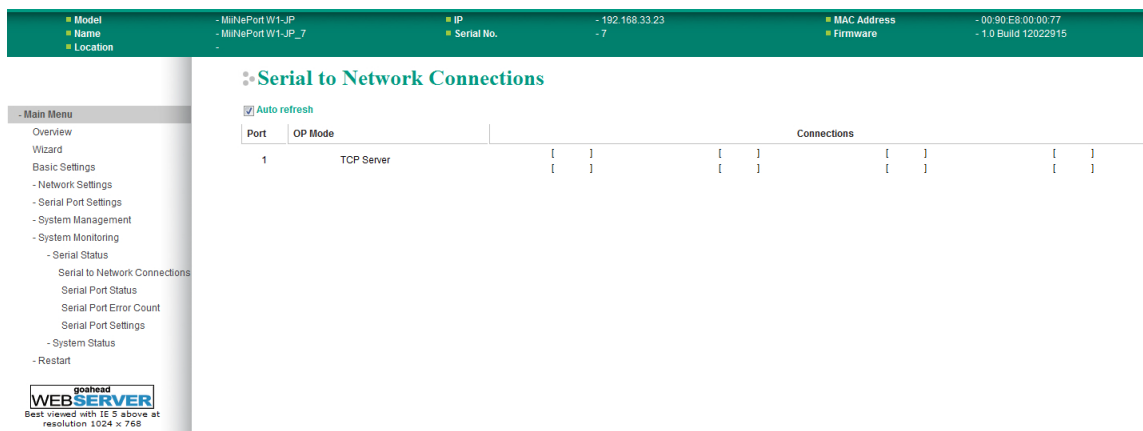 Model - MiiNePort W1-JP IP - 192.168.33.23 MAC Address - 00:90:E8:00:00:77
Name - MiiNePort W1-JP_7 Serial No. - 7 Firmware - 1.0 Build 12022915
Location -
Serial to Network Connections
Auto refresh
Port OP Mode Connections
1 TCP Server [ ] [ ] [ ] [ ]
[ ] [ ] [ ] [ ]
- Main Menu
Overview
Wizard
Basic Settings
- Network Settings
- Serial Port Settings
- System Management
- System Monitoring
- Serial Status
Serial to Network Connections
Serial Port Status
Serial Port Error Count
Serial Port Settings
- System Status
- Restart
goahead
WEBSERVER
Best viewed with IE 5 above at
resolution 1024 x 768